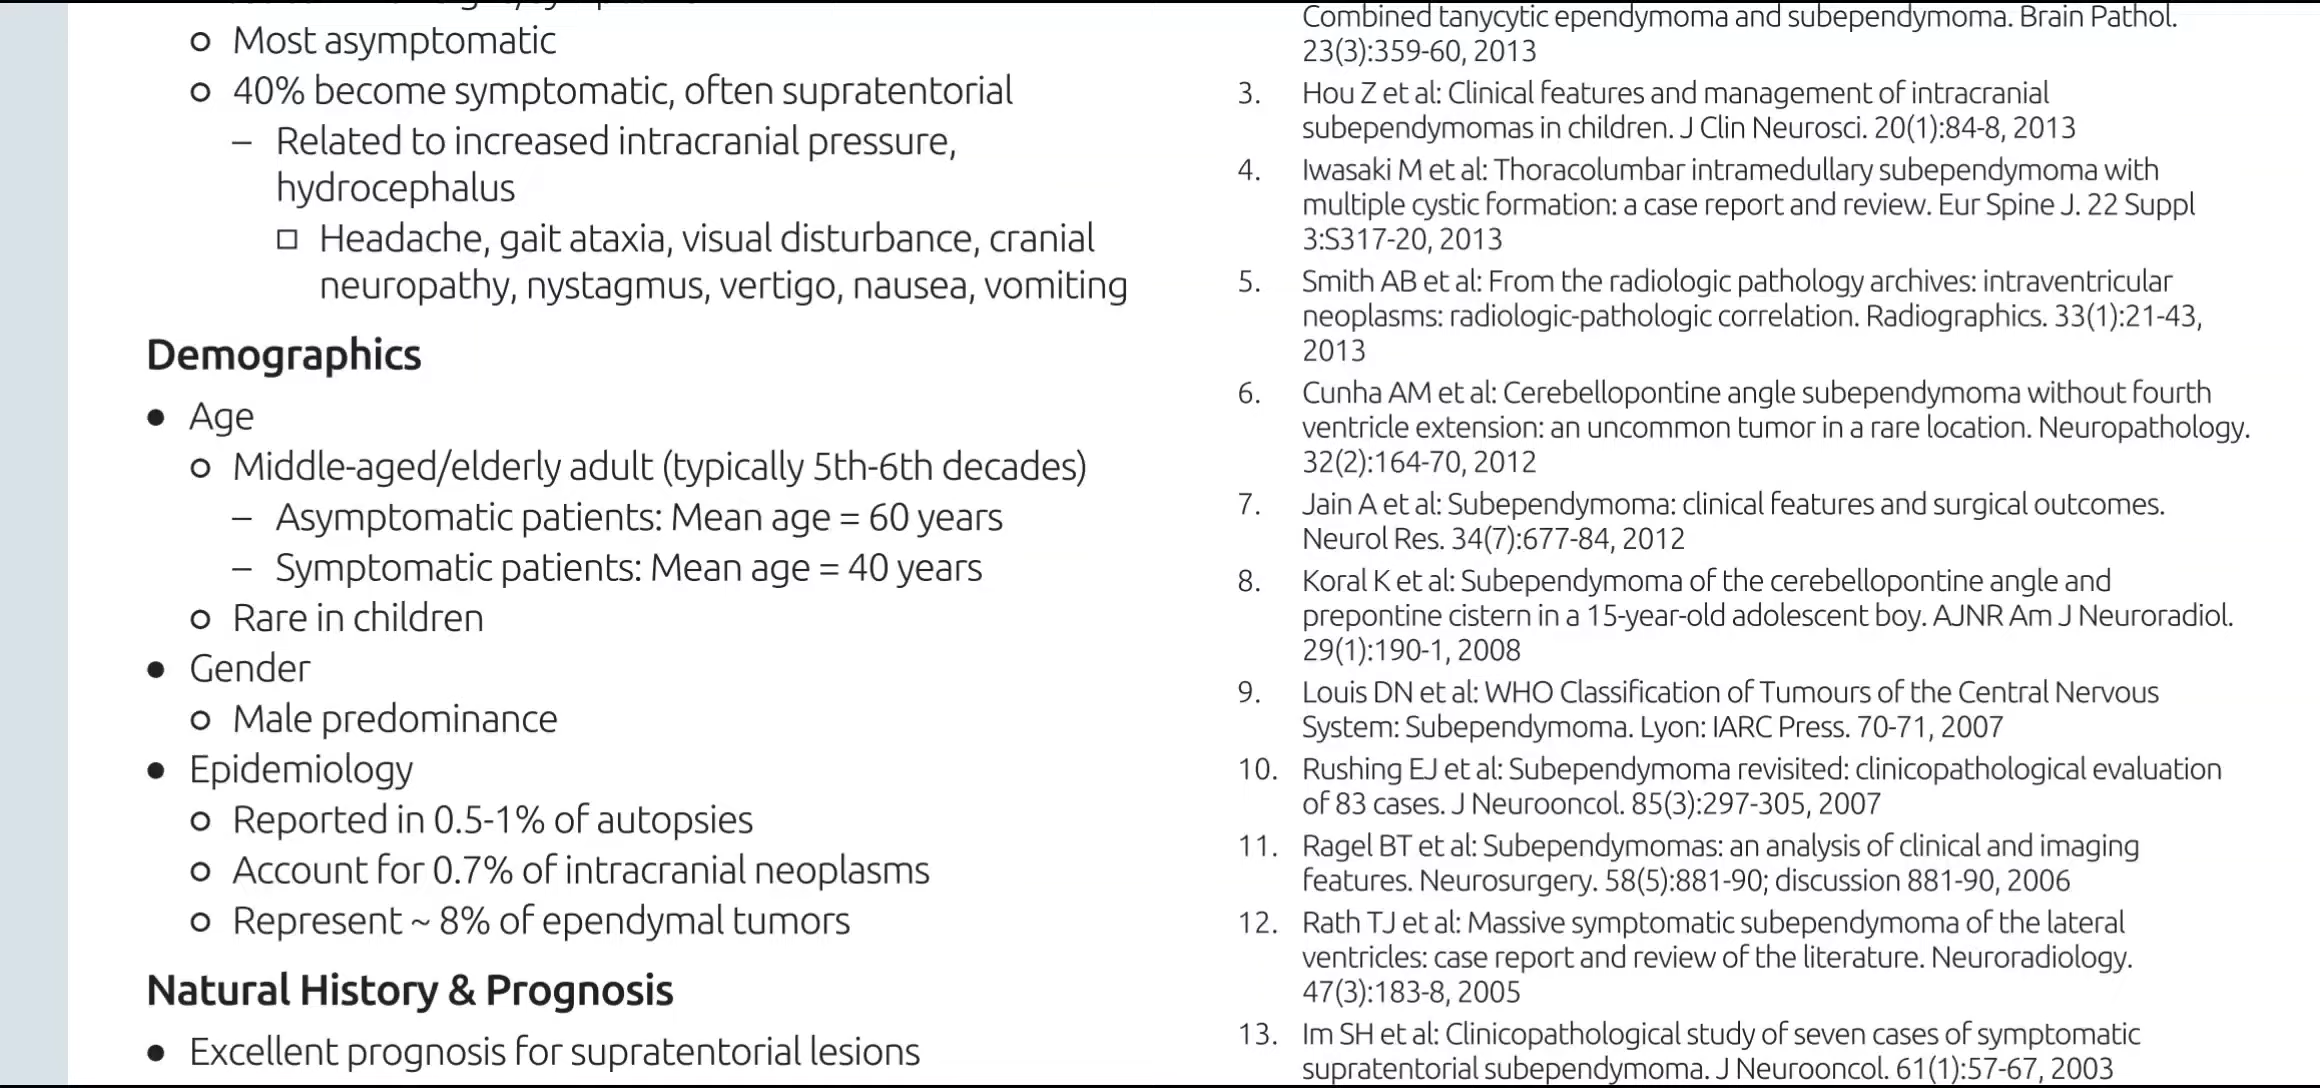 ○ Most asymptomatic
○ 40% become symptomatic, often supratentorial
– Related to increased intracranial pressure,
hydrocephalus
□ Headache, gait ataxia, visual disturbance, cranial
neuropathy, nystagmus, vertigo, nausea, vomiting
Demographics
● Age
○ Middle-aged/elderly adult (typically 5th-6th decades)
– Asymptomatic patients: Mean age = 60 years
– Symptomatic patients: Mean age = 40 years
○ Rare in children
● Gender
○ Male predominance
● Epidemiology
○ Reported in 0.5-1% of autopsies
○ Account for 0.7% of intracranial neoplasms
○ Represent ~ 8% of ependymal tumors
Natural History & Prognosis
● Excellent prognosis for supratentorial lesions
Combined tanycytic ependymoma and subependymoma. Brain Pathol.
23(3):359-60, 2013
3. Hou Z et al: Clinical features and management of intracranial
subependymomas in children. J Clin Neurosci. 20(1):84-8, 2013
4. Iwasaki M et al: Thoracolumbar intramedullary subependymoma with
multiple cystic formation: a case report and review. Eur Spine J. 22 Suppl
3:S317-20, 2013
5. Smith AB et al: From the radiologic pathology archives: intraventricular
neoplasms: radiologic-pathologic correlation. Radiographics. 33(1):21-43,
2013
6. Cunha AM et al: Cerebellopontine angle subependymoma without fourth
ventricle extension: an uncommon tumor in a rare location. Neuropathology.
32(2):164-70, 2012
7. Jain A et al: Subependymoma: clinical features and surgical outcomes.
Neurol Res. 34(7):677-84, 2012
8. Koral K et al: Subependymoma of the cerebellopontine angle and
prepontine cistern in a 15-year-old adolescent boy. AJNR Am J Neuroradiol.
29(1):190-1, 2008
9. Louis DN et al: WHO Classification of Tumours of the Central Nervous
System: Subependymoma. Lyon: IARC Press. 70-71, 2007
10. Rushing EJ et al: Subependymoma revisited: clinicopathological evaluation
of 83 cases. J Neurooncol. 85(3):297-305, 2007
11. Ragel BT et al: Subependymomas: an analysis of clinical and imaging
features. Neurosurgery. 58(5):881-90; discussion 881-90, 2006
12. Rath TJ et al: Massive symptomatic subependymoma of the lateral
ventricles: case report and review of the literature. Neuroradiology.
47(3):183-8, 2005
13. Im SH et al: Clinicopathological study of seven cases of symptomatic
supratentorial subependymoma. J Neurooncol. 61(1):57-67, 2003